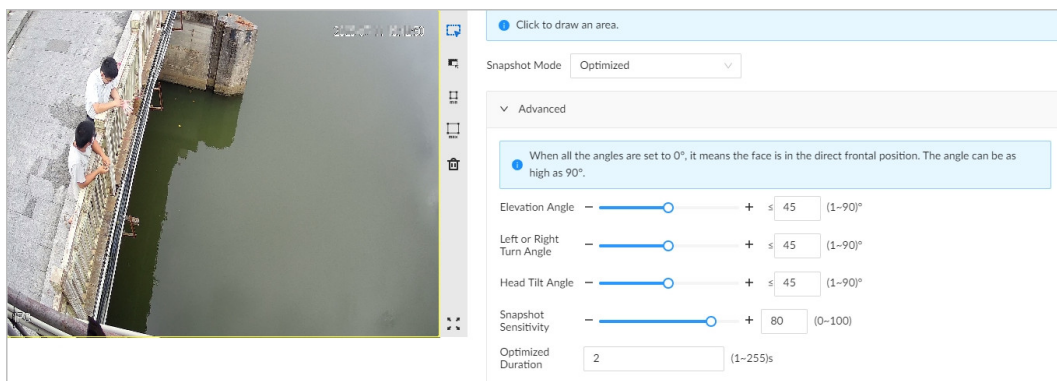 Click to draw an area.
Snapshot Mode Optimized
Advanced
When all the angles are set to 0°, it means the face is in the direct frontal position. The angle can be as
high as 90°.
Elevation Angle − + ≤ 45 (1~90)°
Left or Right
Turn Angle − + ≤ 45 (1~90)°
Head Tilt Angle − + ≤ 45 (1~90)°
Snapshot
Sensitivity − + 80 (0~100)
Optimized
Duration 2 (1~255)s